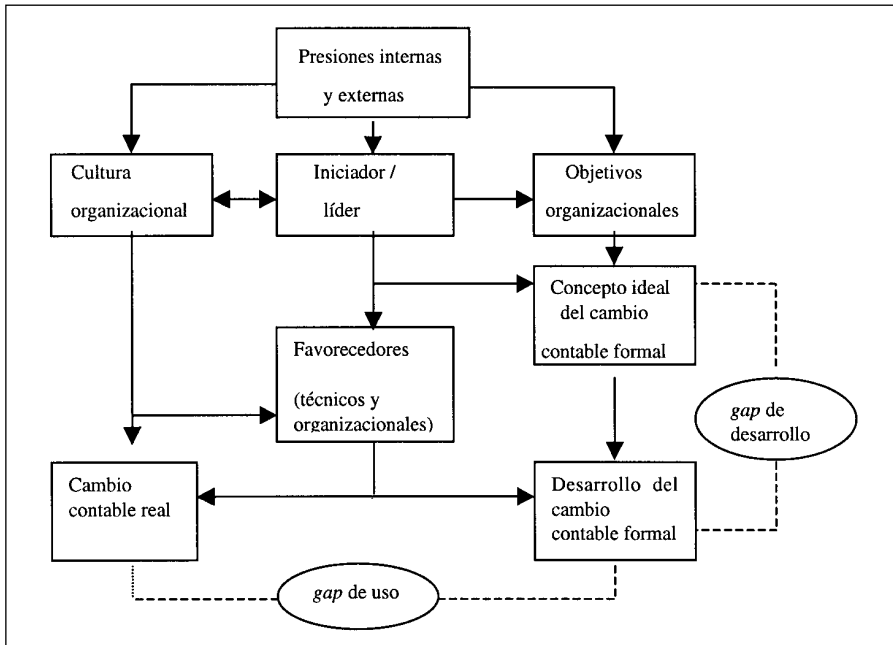 Presiones internas
y externas
Cultura
organizacional
Iniciador /
líder
Objetivos
organizacionales
Concepto ideal
del cambio
contable formal
Favorecedores
(técnicos y
organizacionales)
gap de
desarrollo
Cambio
contable real
Desarrollo del
cambio
contable formal
gap de uso